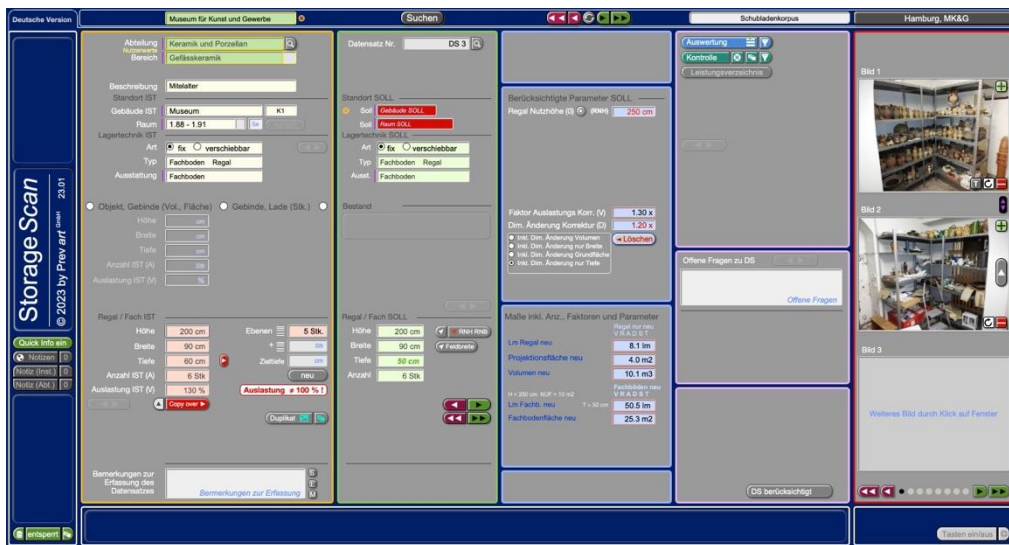 Deutsche Version
Museum für Kunst und Gewerbe
Suchen
Schubladenkorpus
Hamburg, MK&G
Storage Scan
© 2023 by Prev art GmbH
23.01
Quick Info ein
Notizen 0
Notiz (Inst.) 0
Notiz (Abt.) 0
entsperrt
Abteilung Keramik und Porzellan
Nutzerwerte
Bereich Gefässkeramik
Beschreibung Mitelalter
Standort IST
Gebäude IST Museum K1
Raum 1.88 - 1.91
Lagertechnik IST
Art fix verschiebbar
Typ Fachboden Regal
Ausstattung Fachboden
Objekt, Gebinde (Vol., Fläche) Gebinde, Lade (Stk.)
Höhe cm
Breite cm
Tiefe cm
Anzahl IST (A) Stk
Auslastung IST (V) %
Regal / Fach IST
Höhe 200 cm Ebenen 5 Stk.
Breite 90 cm + Stk
Tiefe 60 cm Zieltiefe cm
Anzahl IST (A) 6 Stk neu
Auslastung IST (V) 130 % Auslastung ≠ 100 % !
Copy over
Duplikat
Bemerkungen zur
Erfassung des
Datensatzes
Bemerkungen zur Erfassung
S
E
M
Datensatz Nr. DS 3
Standort SOLL
Soll Gebäude SOLL
Soll Raum SOLL
Lagertechnik SOLL
Art fix verschiebbar
Typ Fachboden Regal
Ausst. Fachboden
Bestand
Regal / Fach SOLL
Höhe 200 cm RNH RNB
Breite 90 cm Feldbreite
Tiefe 50 cm
Anzahl 6 Stk
Berücksichtigte Parameter SOLL
Regal Nutzhöhe (0) (RNH) 250 cm
Faktor Auslastungs Korr. (V) 1.30 x
Dim. Änderung Korrektur (D) 1.20 x
Inkl. Dim. Änderung Volumen
Inkl. Dim. Änderung nur Breite
Inkl. Dim. Änderung Grundfläche
Inkl. Dim. Änderung nur Tiefe
Löschen
Maße inkl. Anz., Faktoren und Parameter
Regal nur neu
V R A D S T
Lm Regal neu 8.1 lm
Projektionsfläche neu 4.0 m2
Volumen neu 10.1 m3
Fachböden neu
V R A D S T
H = 250 cm NUF = 10 m2
Lm Fachb. neu T = 50 cm 50.5 lm
Fachbodenfläche neu 25.3 m2
Auswertung
Kontrolle
Leistungsverzeichnis
Offene Fragen zu DS
Offene Fragen
DS berücksichtigt
Bild 1
T
Bild 2
Bild 3
Weiteres Bild durch Klick auf Fenster
Tasten ein/aus